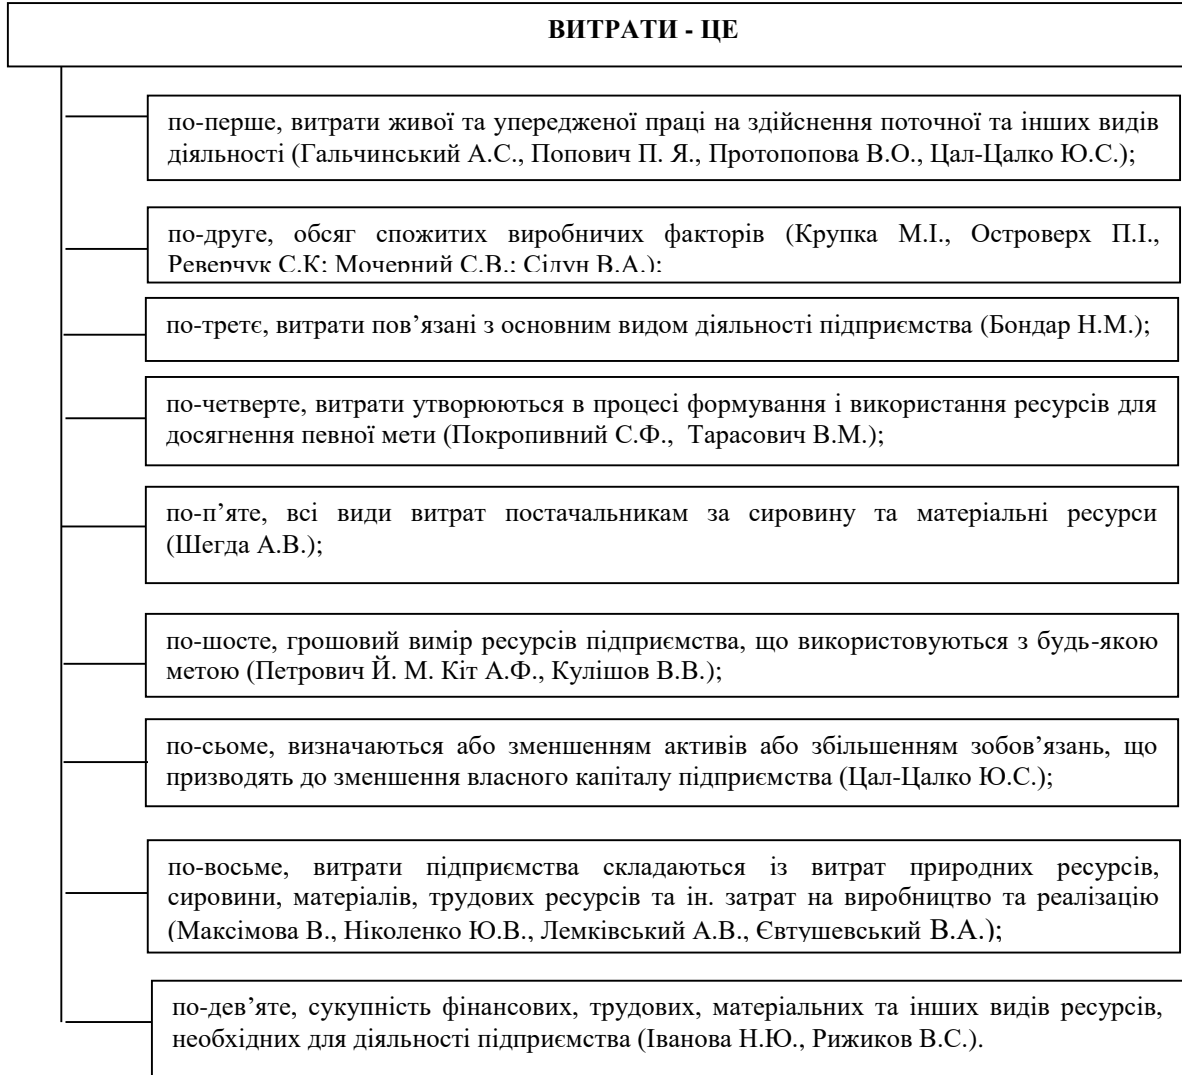 ВИТРАТИ - ЦЕ
по-перше, витрати живої та упередженої праці на здійснення поточної та інших видів
діяльності (Гальчинський А.С., Попович П. Я., Протопопова В.О., Цал-Цалко Ю.С.);
по-друге, обсяг спожитих виробничих факторів (Крупка М.І., Островерх П.І.,
Реверчук С.К; Мочерний С.В.; Сідун В.А.);
по-третє, витрати пов’язані з основним видом діяльності підприємства (Бондар Н.М.);
по-четверте, витрати утворюються в процесі формування і використання ресурсів для
досягнення певної мети (Покропивний С.Ф., Тарасович В.М.);
по-п’яте, всі види витрат постачальникам за сировину та матеріальні ресурси
(Шегда А.В.);
по-шосте, грошовий вимір ресурсів підприємства, що використовуються з будь-якою
метою (Петрович Й. М. Кіт А.Ф., Кулішов В.В.);
по-сьоме, визначаються або зменшенням активів або збільшенням зобов’язань, що
призводять до зменшення власного капіталу підприємства (Цал-Цалко Ю.С.);
по-восьме, витрати підприємства складаються із витрат природних ресурсів,
сировини, матеріалів, трудових ресурсів та ін. затрат на виробництво та реалізацію
(Максімова В., Ніколенко Ю.В., Лемківський А.В., Євтушевський В.А.);
по-дев’яте, сукупність фінансових, трудових, матеріальних та інших видів ресурсів,
необхідних для діяльності підприємства (Іванова Н.Ю., Рижиков В.С.).